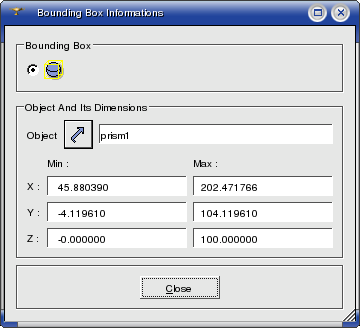 Bounding Box Informations
Bounding Box
Object And Its Dimensions
Object prism1
Min : Max :
X : 45.880390 202.471766
Y : -4.119610 104.119610
Z : -0.000000 100.000000
Close